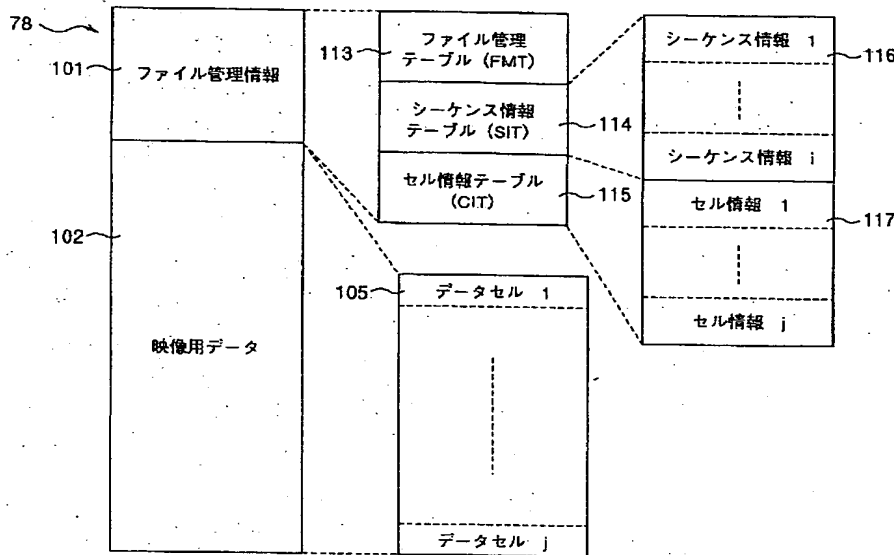 78
101
ファイル管理情報
102
映像用データ
113
ファイル管理
テーブル (FMT)
シーケンス情報
テーブル (SIT)
114
セル情報テーブル
(CIT)
115
105
データセル 1
データセル j
シーケンス情報 1
116
シーケンス情報 i
セル情報 1
117
セル情報 j